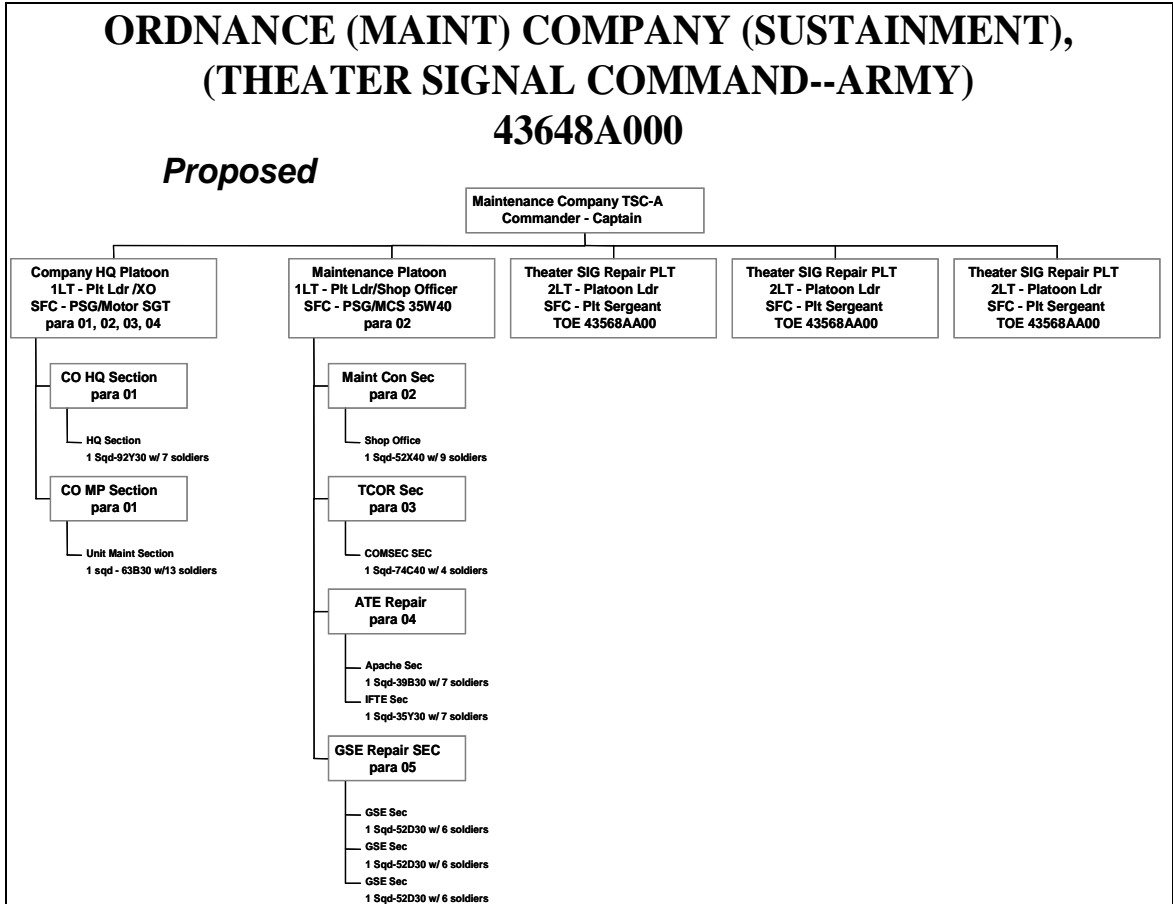 ORDNANCE (MAINT) COMPANY (SUSTAINMENT),
(THEATER SIGNAL COMMAND--ARMY)
43648A000
Proposed
Maintenance Company TSC-A
Commander - Captain
Company HQ Platoon
1LT - Plt Ldr /XO
SFC - PSG/Motor SGT
para 01, 02, 03, 04
CO HQ Section
para 01
HQ Section
1 Sqd-92Y30 w/ 7 soldiers
CO MP Section
para 01
Unit Maint Section
1 sqd - 63B30 w/13 soldiers
Maintenance Platoon
1LT - Plt Ldr/Shop Officer
SFC - PSG/MCS 35W40
para 02
Maint Con Sec
para 02
Shop Office
1 Sqd-52X40 w/ 9 soldiers
TCOR Sec
para 03
COMSEC SEC
1 Sqd-74C40 w/ 4 soldiers
ATE Repair
para 04
Apache Sec
1 Sqd-39B30 w/ 7 soldiers
IFTE Sec
1 Sqd-35Y30 w/ 7 soldiers
GSE Repair SEC
para 05
GSE Sec
1 Sqd-52D30 w/ 6 soldiers
GSE Sec
1 Sqd-52D30 w/ 6 soldiers
GSE Sec
1 Sqd-52D30 w/ 6 soldiers
Theater SIG Repair PLT
2LT - Platoon Ldr
SFC - Plt Sergeant
TOE 43568AA00
Theater SIG Repair PLT
2LT - Platoon Ldr
SFC - Plt Sergeant
TOE 43568AA00
Theater SIG Repair PLT
2LT - Platoon Ldr
SFC - Plt Sergeant
TOE 43568AA00